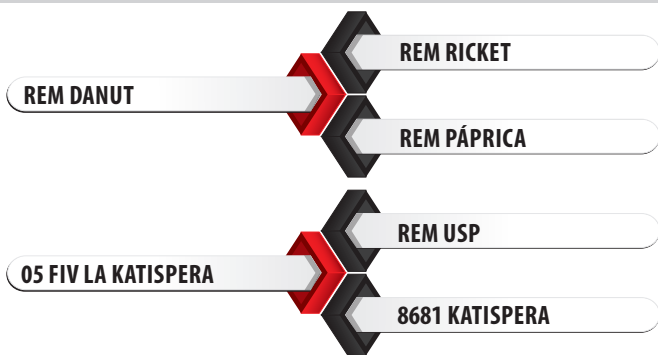 REM RICKET
REM DANUT
REM PÁPRICA
REM USP
05 FIV LA KATISPERA
8681 KATISPERA